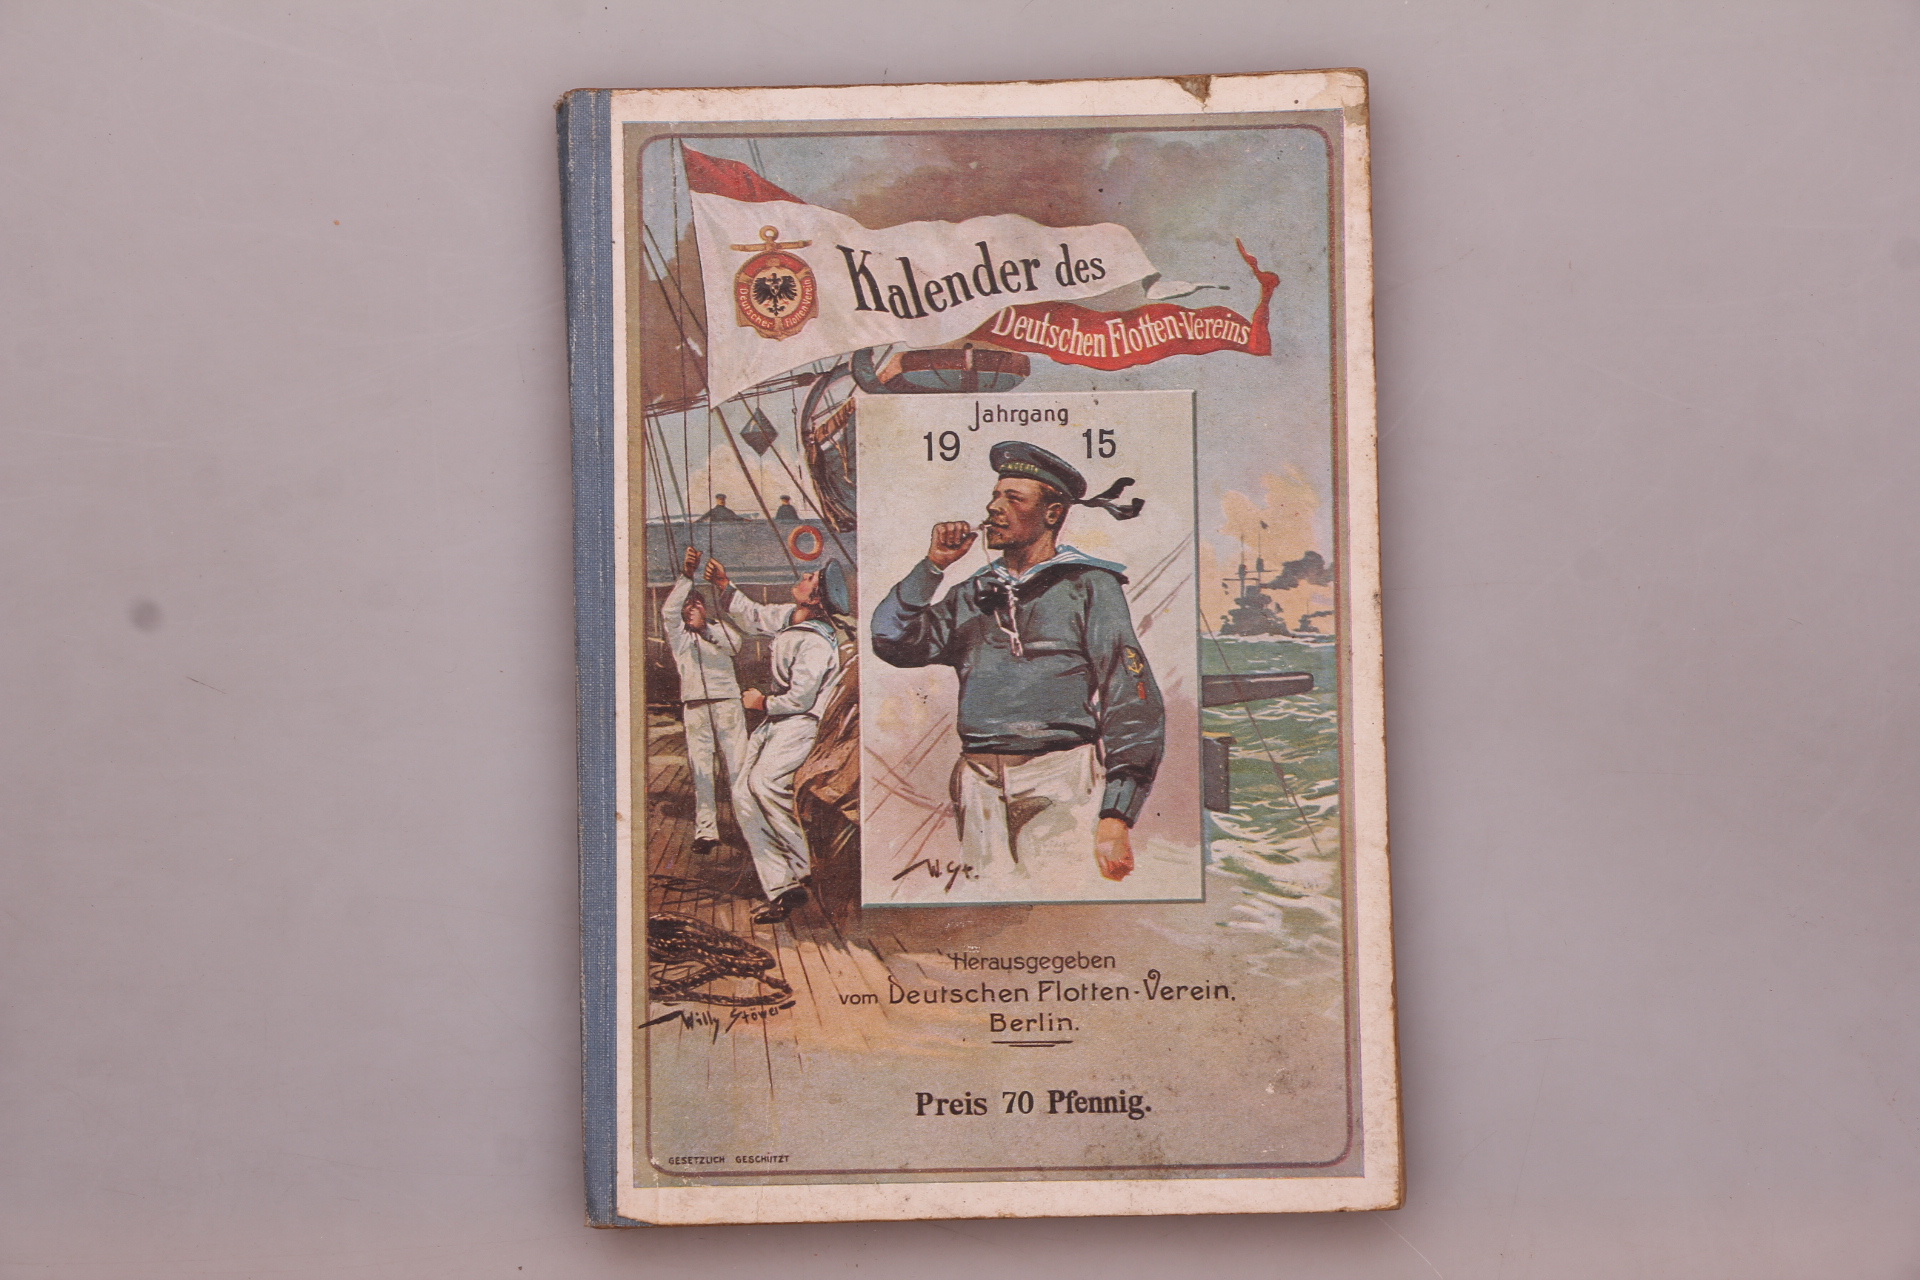 Kalender des
Deutschen Flotten-Vereins
Deutscher Flotten Verein
Jahrgang
19 15
W. St.
Herausgegeben
vom Deutschen Flotten-Verein,
Berlin.
Willy Stöwer
Preis 70 Pfennig.
GESETZLICH GESCHÜTZT